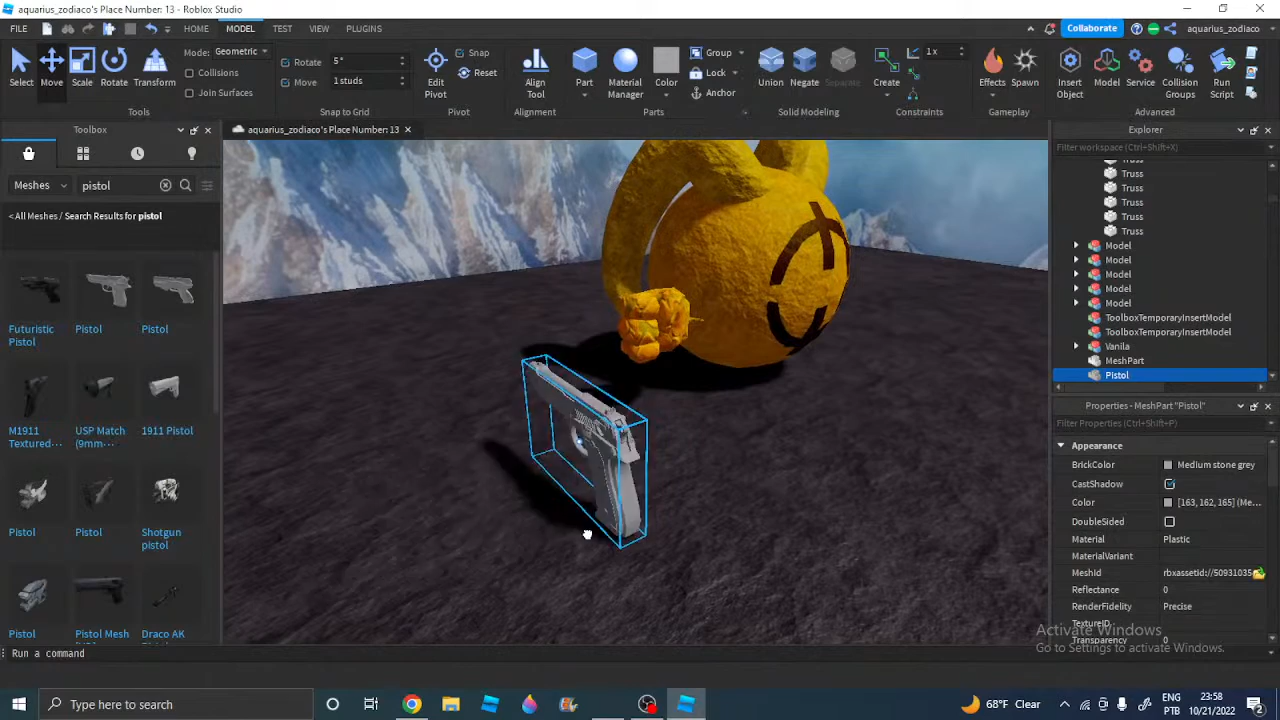 aquarius_zodiaco's Place Number: 13 - Roblox Studio
FILE HOME MODEL TEST VIEW PLUGINS Collaborate aquarius_zodiaco
Select Move Scale Rotate Transform
Mode: Geometric
Collisions
Join Surfaces
Tools
Rotate 5°
Move 1 studs
Snap to Grid
Edit Pivot
Snap
Reset
Pivot
Align Tool
Alignment
Part Material Manager Color
Group
Lock
Anchor
Parts
Union Negate Separate
Solid Modeling
Create 1x
Constraints
Effects Spawn
Gameplay
Insert Object Model Service Collision Groups Run Script
Advanced
Toolbox
aquarius_zodiaco's Place Number: 13
Meshes pistol
<All Meshes / Search Results for pistol
Futuristic Pistol
Pistol
Pistol
M1911 Textured···
USP Match (9mm···
1911 Pistol
Pistol
Pistol
Shotgun pistol
Pistol
Pistol Mesh
Draco AK
Explorer
Filter workspace (Ctrl+Shift+X)
Truss
Truss
Truss
Truss
Truss
Model
Model
Model
Model
Model
ToolboxTemporaryInsertModel
ToolboxTemporaryInsertModel
Vanila
MeshPart
Pistol
Properties - MeshPart "Pistol"
Filter Properties (Ctrl+Shift+P)
Appearance
BrickColor Medium stone grey
CastShadow
Color [163, 162, 165] (Me...
DoubleSided
Material Plastic
MaterialVariant
MeshId rbxassetid://50931035
Reflectance 0
RenderFidelity Precise
TextureID
Transparency 0
Activate Windows
Go to Settings to activate Windows.
Run a command
Type here to search
68°F Clear
ENG
PTB
23:58
10/21/2022
2